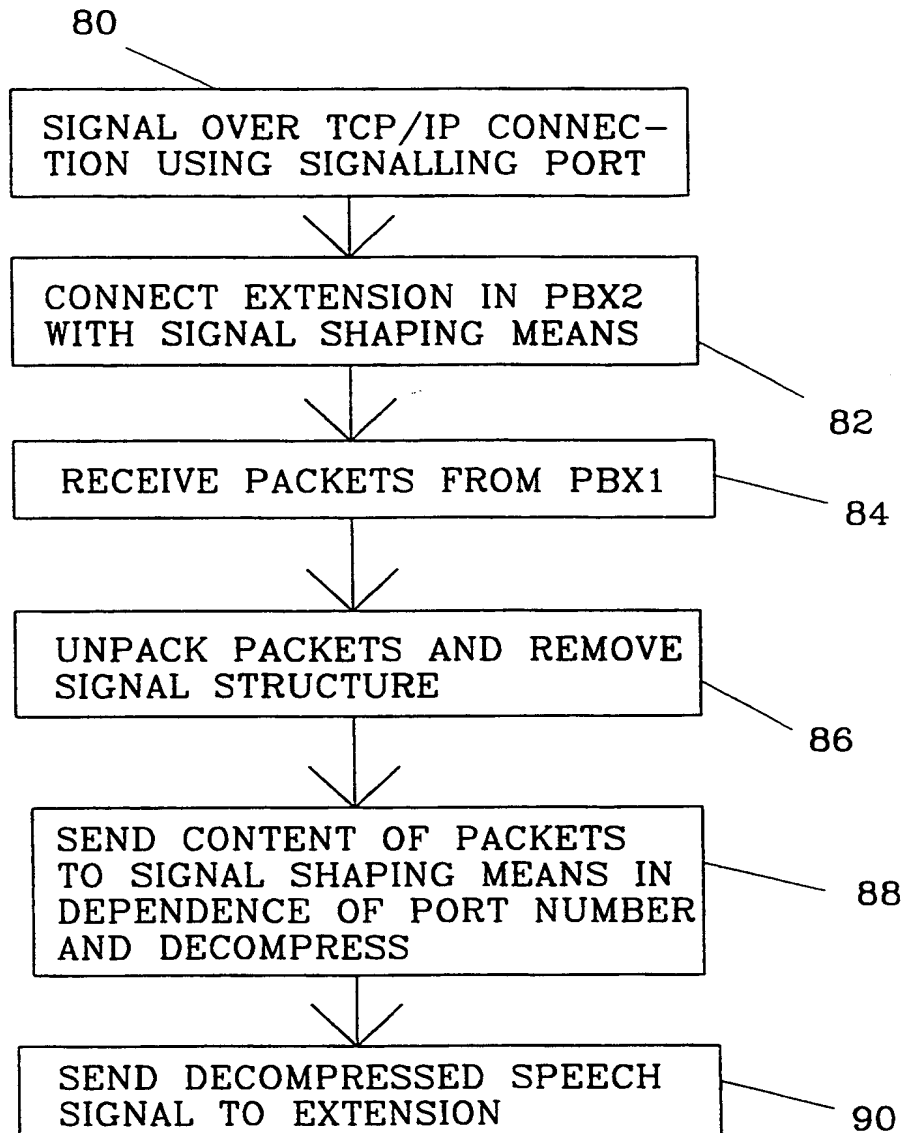 80
SIGNAL OVER TCP/IP CONNEC-
TION USING SIGNALLING PORT
CONNECT EXTENSION IN PBX2
WITH SIGNAL SHAPING MEANS
82
RECEIVE PACKETS FROM PBX1
84
UNPACK PACKETS AND REMOVE
SIGNAL STRUCTURE
86
SEND CONTENT OF PACKETS
TO SIGNAL SHAPING MEANS IN
DEPENDENCE OF PORT NUMBER
AND DECOMPRESS
88
SEND DECOMPRESSED SPEECH
SIGNAL TO EXTENSION
90